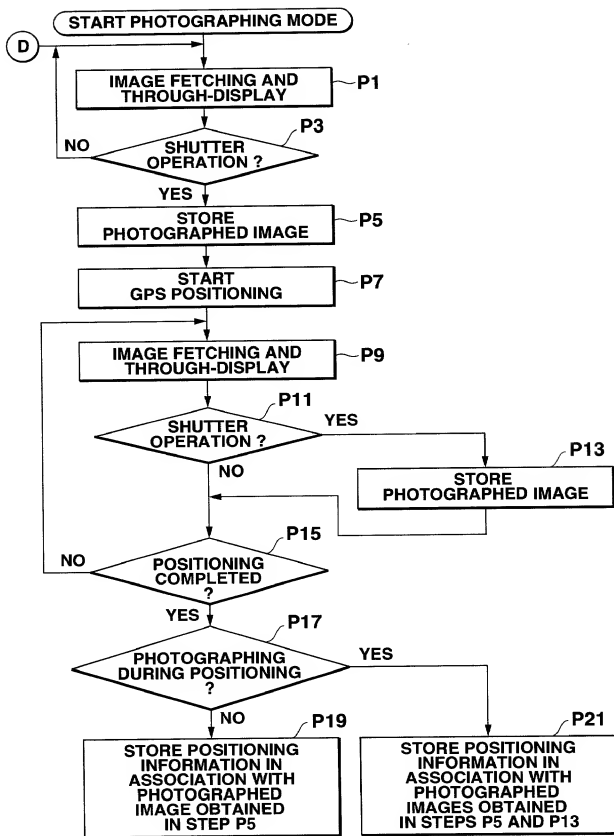 START PHOTOGRAPHING MODE
D
IMAGE FETCHING AND
THROUGH-DISPLAY
P1
P3
SHUTTER
OPERATION ?
NO
YES
STORE
PHOTOGRAPHED IMAGE
P5
START
GPS POSITIONING
P7
IMAGE FETCHING AND
THROUGH-DISPLAY
P9
P11
SHUTTER
OPERATION ?
YES
NO
P13
STORE
PHOTOGRAPHED IMAGE
P15
POSITIONING
COMPLETED
?
NO
YES
P17
PHOTOGRAPHING
DURING POSITIONING
?
YES
NO
P19
STORE POSITIONING
INFORMATION IN
ASSOCIATION WITH
PHOTOGRAPHED
IMAGE OBTAINED
IN STEP P5
P21
STORE POSITIONING
INFORMATION IN
ASSOCIATION WITH
PHOTOGRAPHED
IMAGES OBTAINED
IN STEPS P5 AND P13